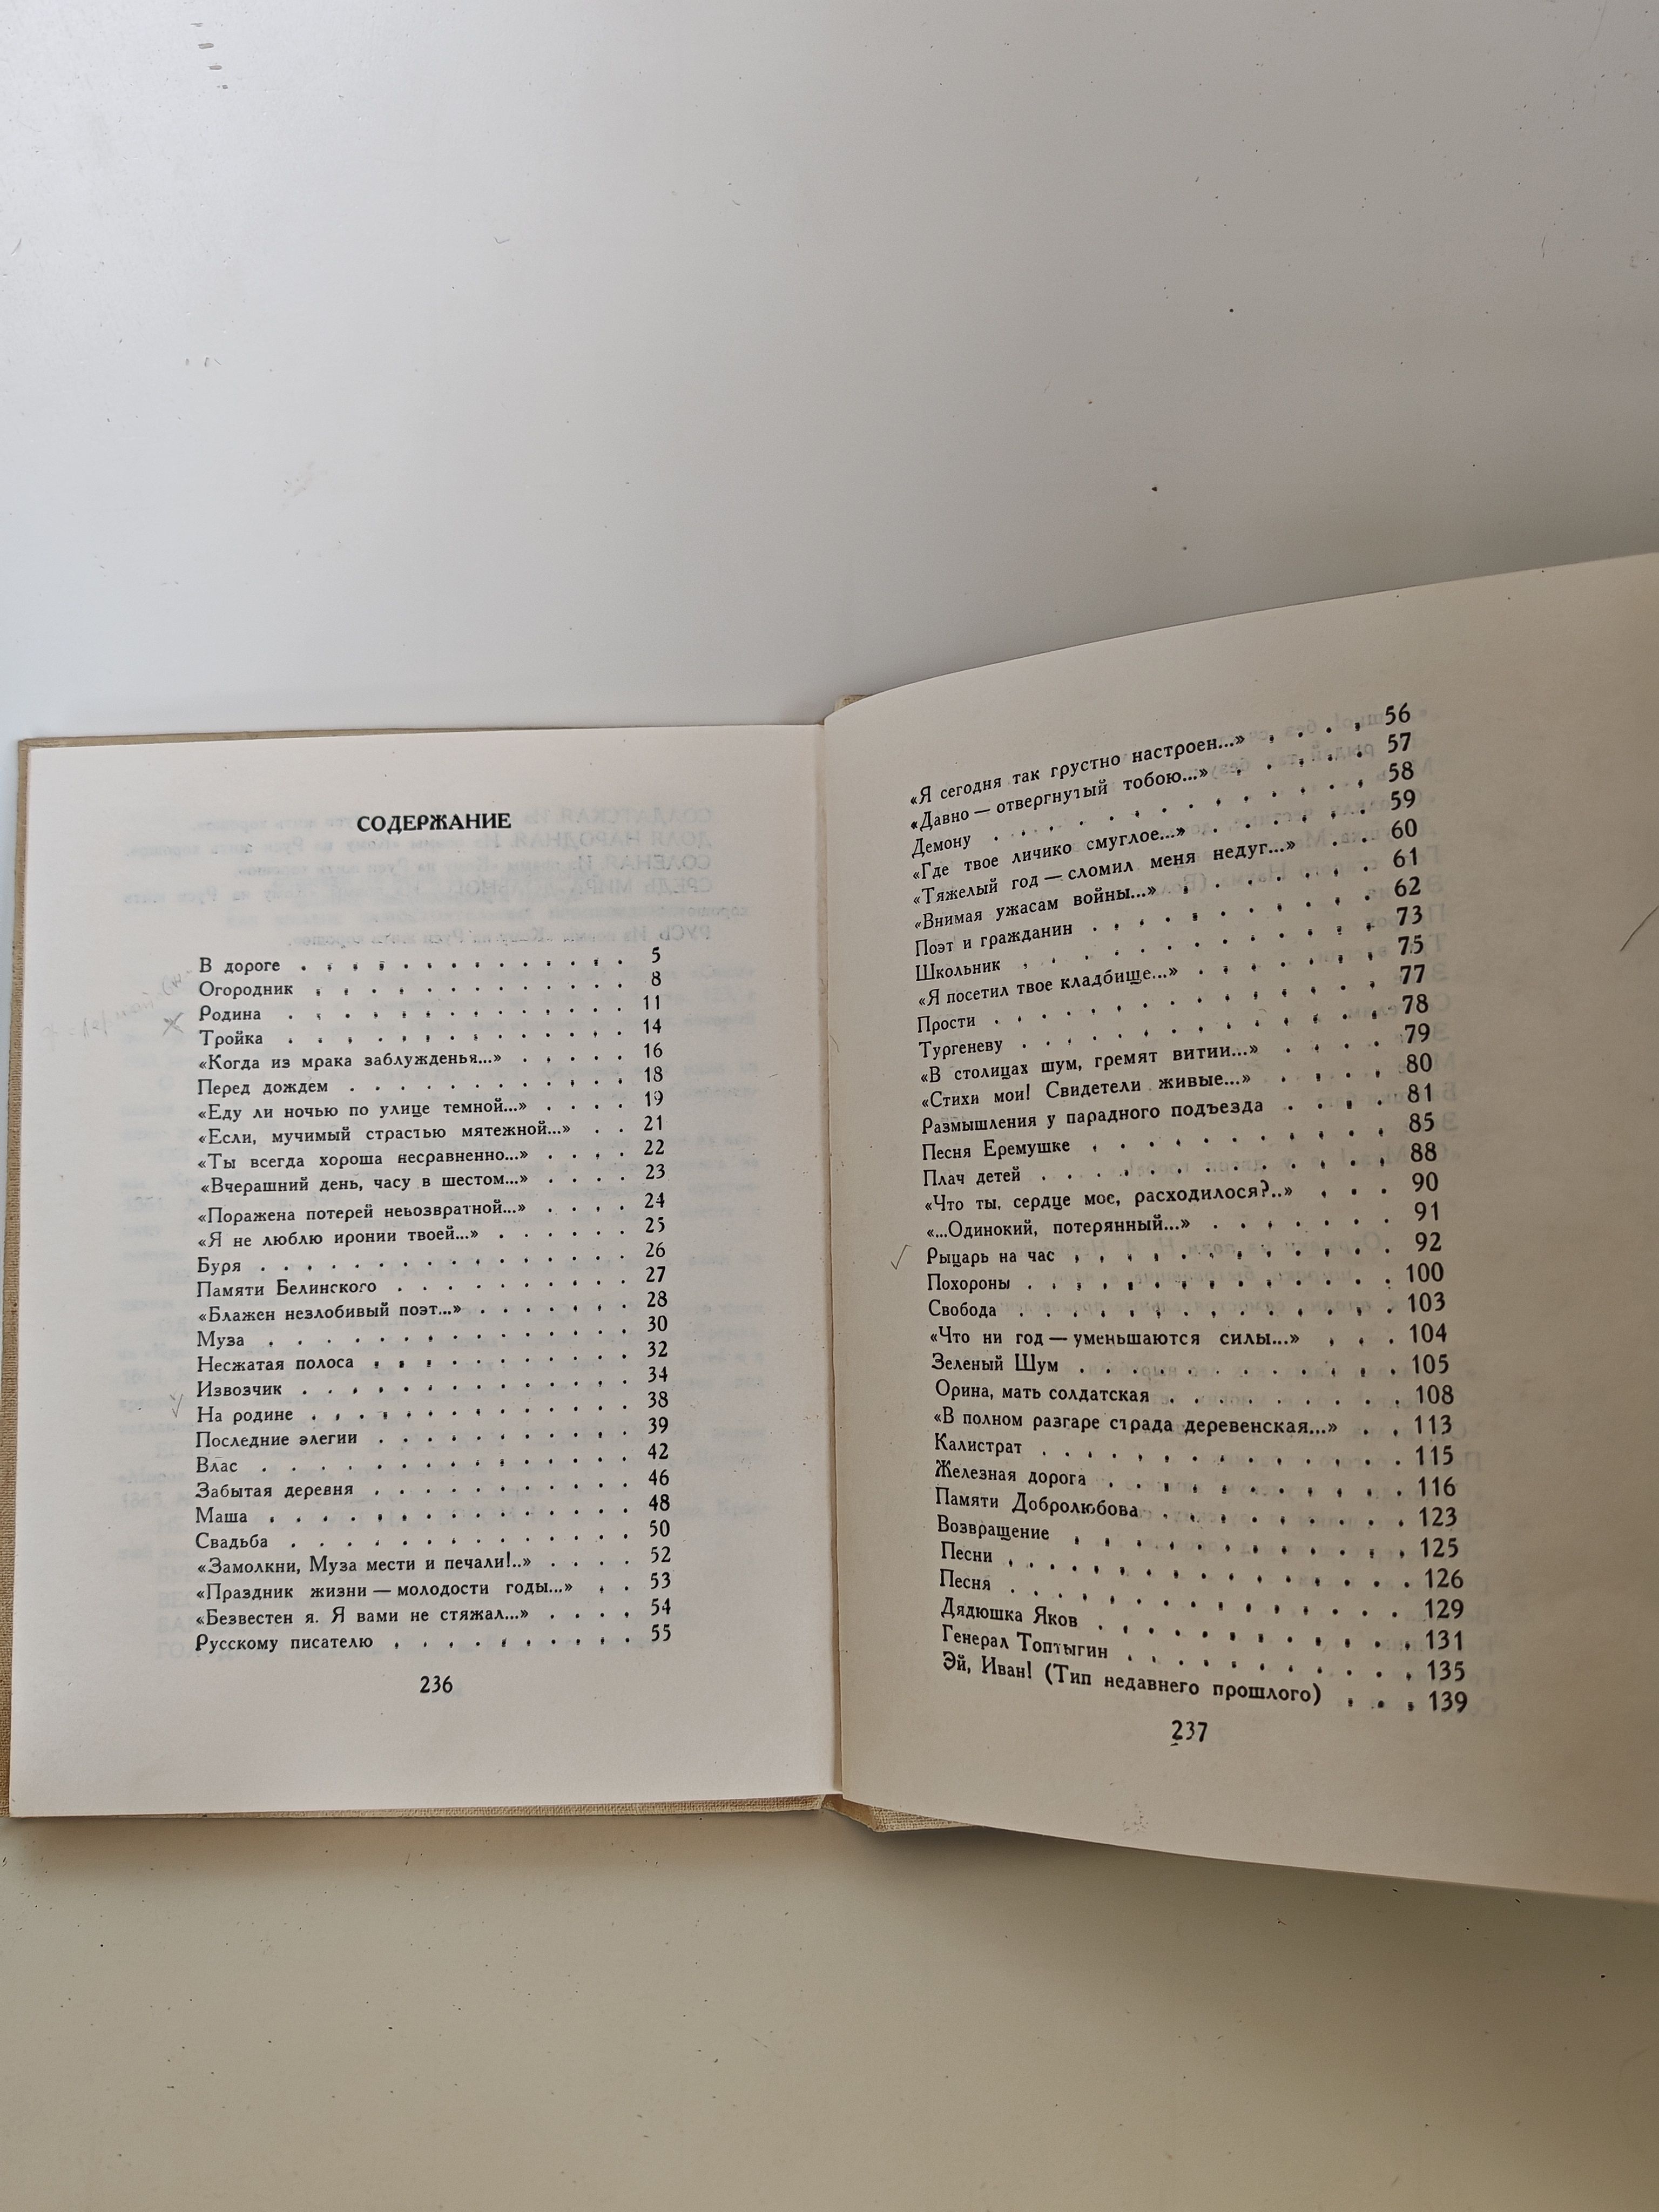 СОДЕРЖАНИЕ
В дороге . . . . . . . . . . . . . . 5
Огородник . . . . . . . . . . . . 8
Родина . . . . . . . . . . . . . 11
Тройка . . . . . . . . . . . . . 14
«Когда из мрака заблужденья...» . . . . . 16
Перед дождем . . . . . . . . . . . 18
«Еду ли ночью по улице темной...» . . . . 19
«Если, мучимый страстью мятежной...» . . 21
«Ты всегда хороша несравненно...» . . . . 22
«Вчерашний день, часу в шестом...» . . . . 23
«Поражена потерей невозвратной...» . . . . 24
«Я не люблю иронии твоей...» . . . . . . 25
Буря . . . . . . . . . . . . . . 26
Памяти Белинского . . . . . . . . . . 27
«Блажен незлобивый поэт...» . . . . . . 28
Муза . . . . . . . . . . . . . . 30
Несжатая полоса . . . . . . . . . . 32
Извозчик . . . . . . . . . . . . . 34
На родине . . . . . . . . . . . . . 38
Последние элегии . . . . . . . . . . 39
Влас . . . . . . . . . . . . . . 42
Забытая деревня . . . . . . . . . . 46
Маша . . . . . . . . . . . . . . 48
Свадьба . . . . . . . . . . . . . 50
«Замолкни, Муза мести и печали!..» . . . . 52
«Праздник жизни — молодости годы...» . . 53
«Безвестен я. Я вами не стяжал...» . . . . 54
Русскому писателю . . . . . . . . . . 55
236
«Я сегодня так грустно настроен...» . . . . 56
«Давно — отвергнутый тобою...» . . . . . 57
Демону . . . . . . . . . . . . . 58
«Где твое личико смуглое...» . . . . . . 59
«Тяжелый год — сломил меня недуг...» . . 60
«Внимая ужасам войны...» . . . . . . . 61
Поэт и гражданин . . . . . . . . . . 62
Школьник . . . . . . . . . . . . . 73
«Я посетил твое кладбище...» . . . . . . 75
Прости . . . . . . . . . . . . . . 77
Тургеневу . . . . . . . . . . . . . 78
«В столицах шум, гремят витии...» . . . . 79
«Стихи мои! Свидетели живые...» . . . . 80
Размышления у парадного подъезда . . . . 81
Песня Еремушке . . . . . . . . . . . 85
Плач детей . . . . . . . . . . . . . 88
«Что ты, сердце мое, расходилося?..» . . . 90
«...Одинокий, потерянный...» . . . . . . 91
Рыцарь на час . . . . . . . . . . . . 92
Похороны . . . . . . . . . . . . . 100
Свобода . . . . . . . . . . . . . . 103
«Что ни год — уменьшаются силы...» . . . 104
Зеленый Шум . . . . . . . . . . . . 105
Орина, мать солдатская . . . . . . . . . 108
«В полном разгаре страда деревенская...» . . 113
Калистрат . . . . . . . . . . . . . 115
Железная дорога . . . . . . . . . . . 116
Памяти Добролюбова . . . . . . . . . 123
Возвращение . . . . . . . . . . . . 125
Песни . . . . . . . . . . . . . . . 126
Песня . . . . . . . . . . . . . . . 129
Дядюшка Яков . . . . . . . . . . . 131
Генерал Топтыгин . . . . . . . . . . 135
Эй, Иван! (Тип недавнего прошлого) . . . 139
237